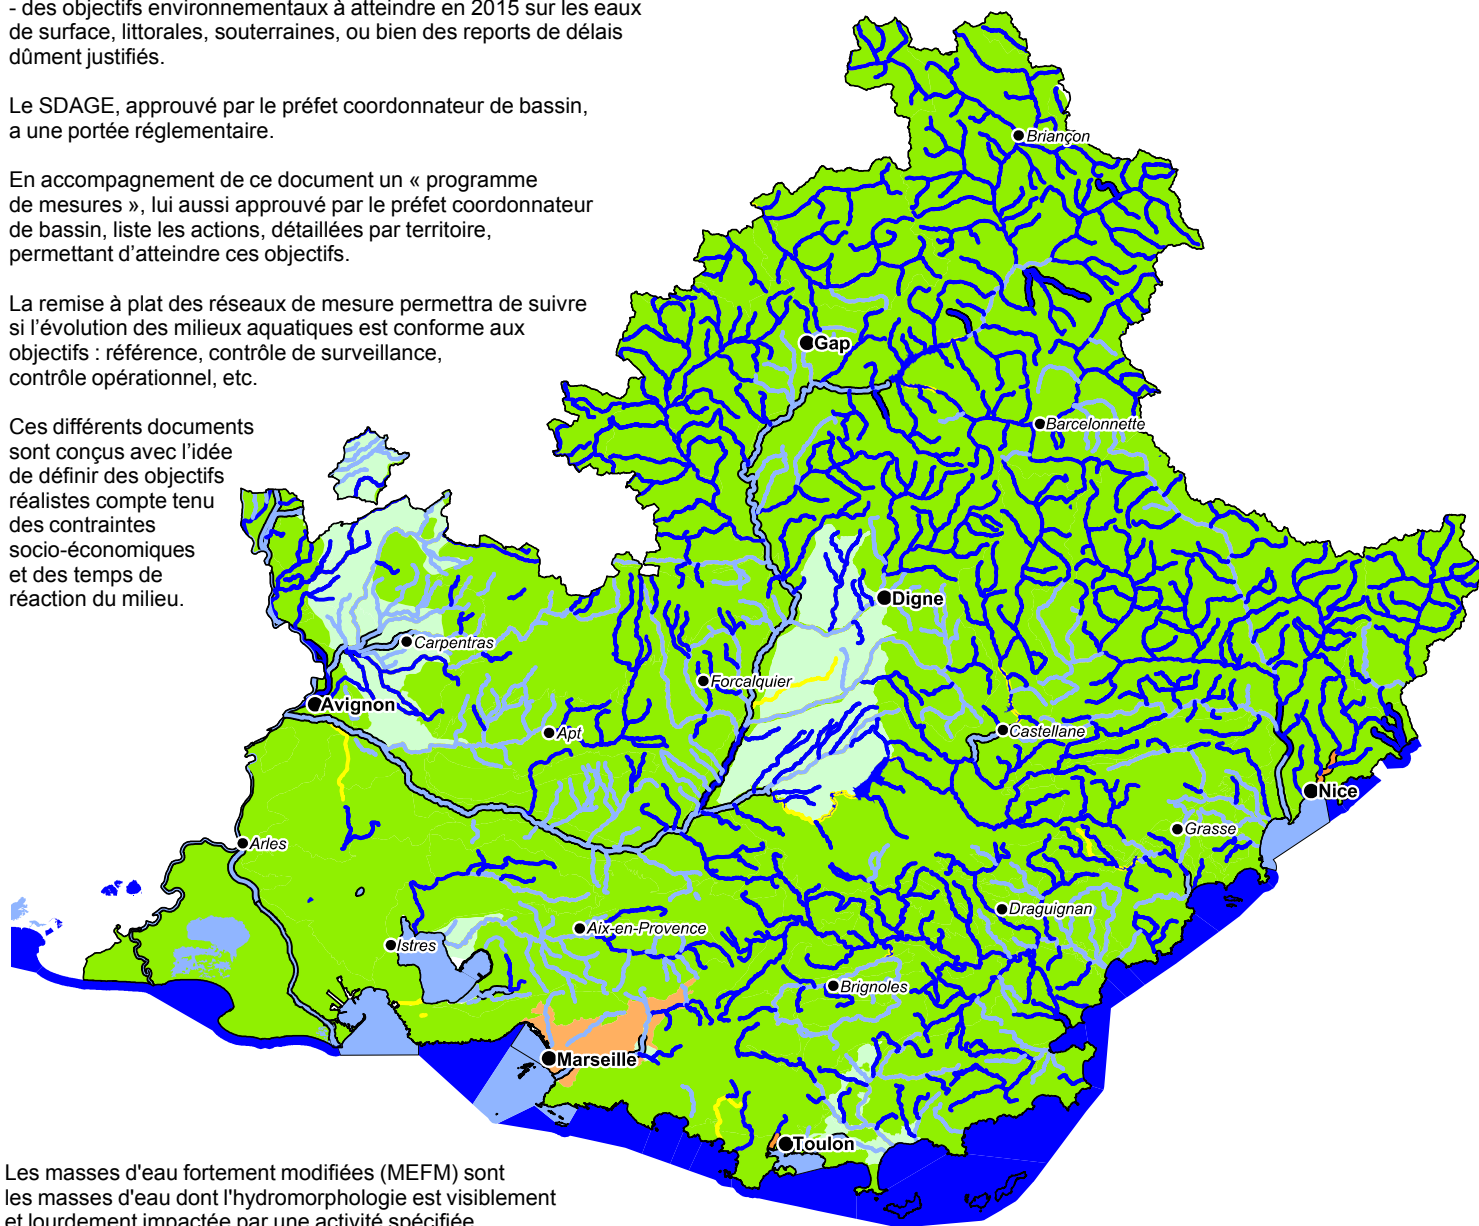 - des objectifs environnementaux à atteindre en 2015 sur les eaux
de surface, littorales, souterraines, ou bien des reports de délais
dûment justifiés.
Le SDAGE, approuvé par le préfet coordonnateur de bassin,
a une portée réglementaire.
En accompagnement de ce document un « programme
de mesures », lui aussi approuvé par le préfet coordonnateur
de bassin, liste les actions, détaillées par territoire,
permettant d’atteindre ces objectifs.
La remise à plat des réseaux de mesure permettra de suivre
si l’évolution des milieux aquatiques est conforme aux
objectifs : référence, contrôle de surveillance,
contrôle opérationnel, etc.
Ces différents documents
sont conçus avec l’idée
de définir des objectifs
réalistes compte tenu
des contraintes
socio-économiques
et des temps de
réaction du milieu.
Briançon
Gap
Barcelonnette
Digne
Carpentras
Forcalquier
Avignon
Apt
Castellane
Nice
Grasse
Arles
Draguignan
Aix-en-Provence
Istres
Brignoles
Marseille
Toulon
Les masses d'eau fortement modifiées (MEFM) sont
les masses d'eau dont l'hydromorphologie est visiblement
et lourdement impactée par une activité spécifiée